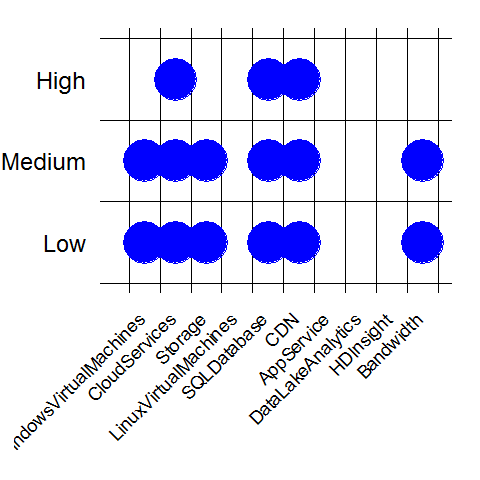 High
Medium
Low
ndowsVirtualMachines
CloudServices
Storage
LinuxVirtualMachines
SQLDatabase
CDN
AppService
DataLakeAnalytics
HDInsight
Bandwidth